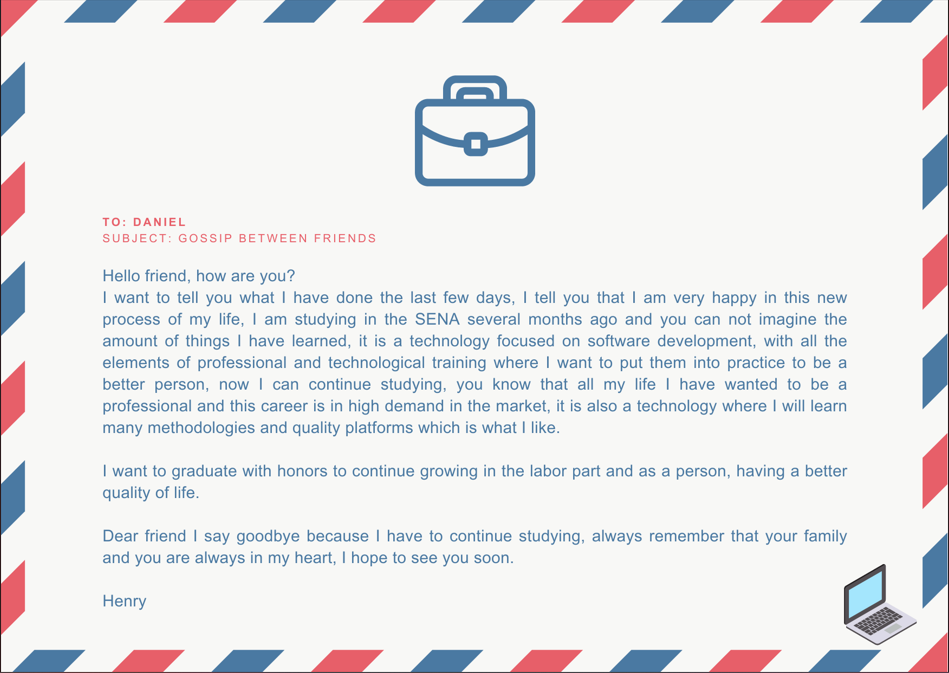 TO: DANIEL
SUBJECT: GOSSIP BETWEEN FRIENDS
Hello friend, how are you?
I want to tell you what I have done the last few days, I tell you that I am very happy in this new
process of my life, I am studying in the SENA several months ago and you can not imagine the
amount of things I have learned, it is a technology focused on software development, with all the
elements of professional and technological training where I want to put them into practice to be a
better person, now I can continue studying, you know that all my life I have wanted to be a
professional and this career is in high demand in the market, it is also a technology where I will learn
many methodologies and quality platforms which is what I like.
I want to graduate with honors to continue growing in the labor part and as a person, having a better
quality of life.
Dear friend I say goodbye because I have to continue studying, always remember that your family
and you are always in my heart, I hope to see you soon.
Henry